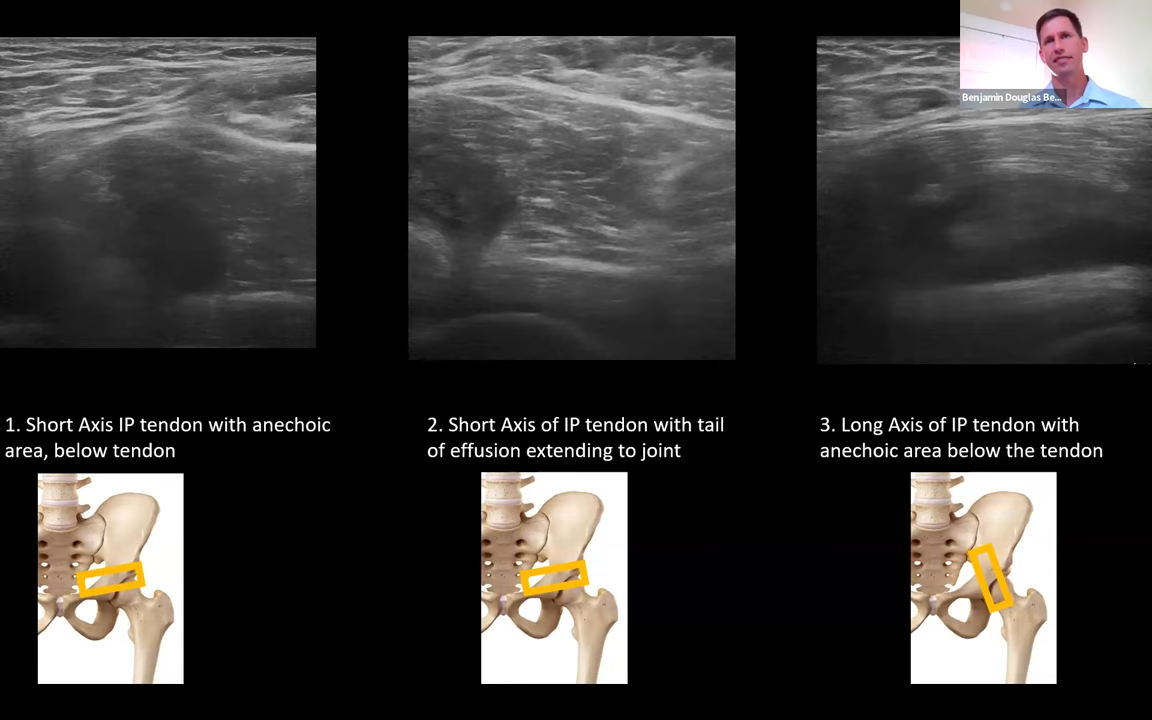 Benjamin Douglas Be...
1. Short Axis IP tendon with anechoic
area, below tendon
2. Short Axis of IP tendon with tail
of effusion extending to joint
3. Long Axis of IP tendon with
anechoic area below the tendon